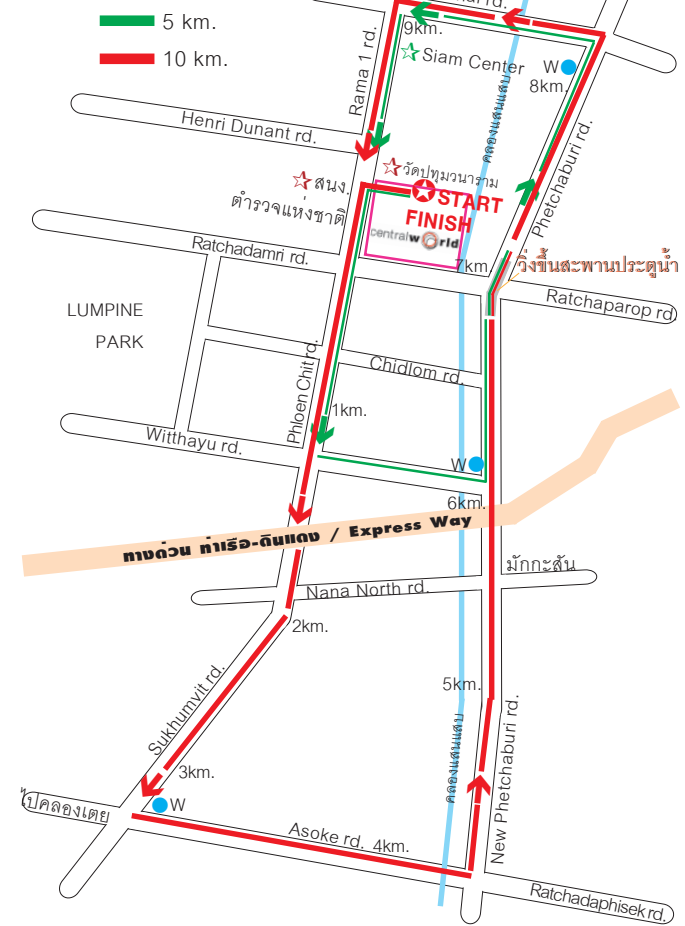 5 km.
10 km.
rd.
9km.
Siam Center
W
8km.
Rama 1 rd.
คลองแสนแสบ
Henri Dunant rd.
Phetchaburi rd.
วัดปทุมวนาราม
สนง.
ตำรวจแห่งชาติ
START
FINISH
centralworld
Ratchadamri rd.
7km.
วิ่งขึ้นสะพานประตูน้ำ
Ratchaparop rd
LUMPINE
PARK
Chidlom rd.
Phloen Chit rd.
1km.
Witthayu rd.
W
6km.
ทางด่วน ท่าเรือ-ดินแดง / Express Way
มักกะสัน
Nana North rd.
2km.
5km.
Sukhumvit rd.
3km.
คลองแสนแสบ
New Phetchaburi rd.
ไปคลองเตย
W
Asoke rd. 4km.
Ratchadaphisek rd.